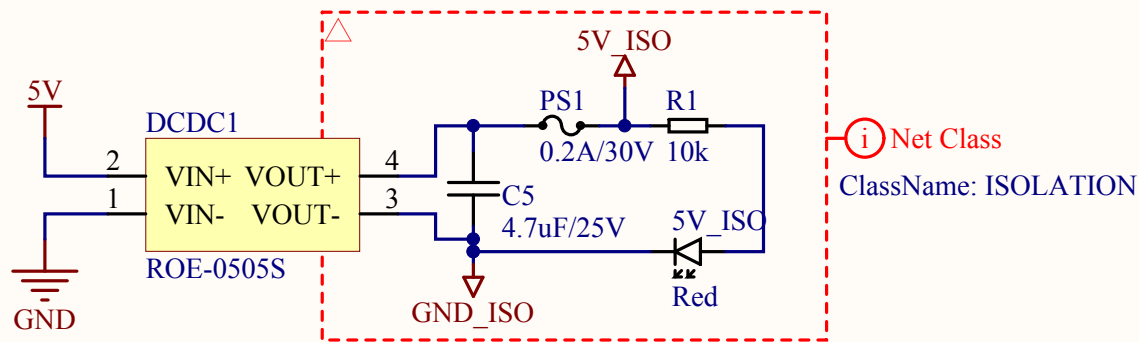 5V_ISO
5V
DCDC1
PS1
R1
0.2A/30V
10k
i
Net Class
2
VIN+
VOUT+
4
1
VIN-
VOUT-
3
C5
4.7uF/25V
ClassName: ISOLATION
5V_ISO
ROE-0505S
Red
GND
GND_ISO